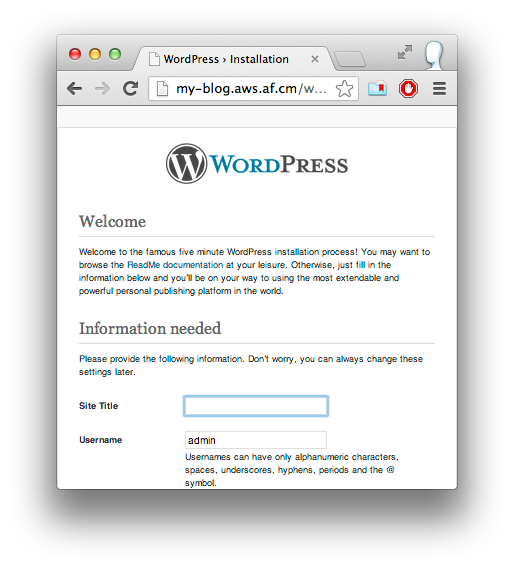 WordPress › Installation
my-blog.aws.af.cm/w...
WORDPRESS
Welcome
Welcome to the famous five minute WordPress installation process! You may want to
browse the ReadMe documentation at your leisure. Otherwise, just fill in the
information below and you'll be on your way to using the most extendable and
powerful personal publishing platform in the world.
Information needed
Please provide the following information. Don't worry, you can always change these
settings later.
Site Title
Username
admin
Usernames can have only alphanumeric characters,
spaces, underscores, hyphens, periods and the @
symbol.